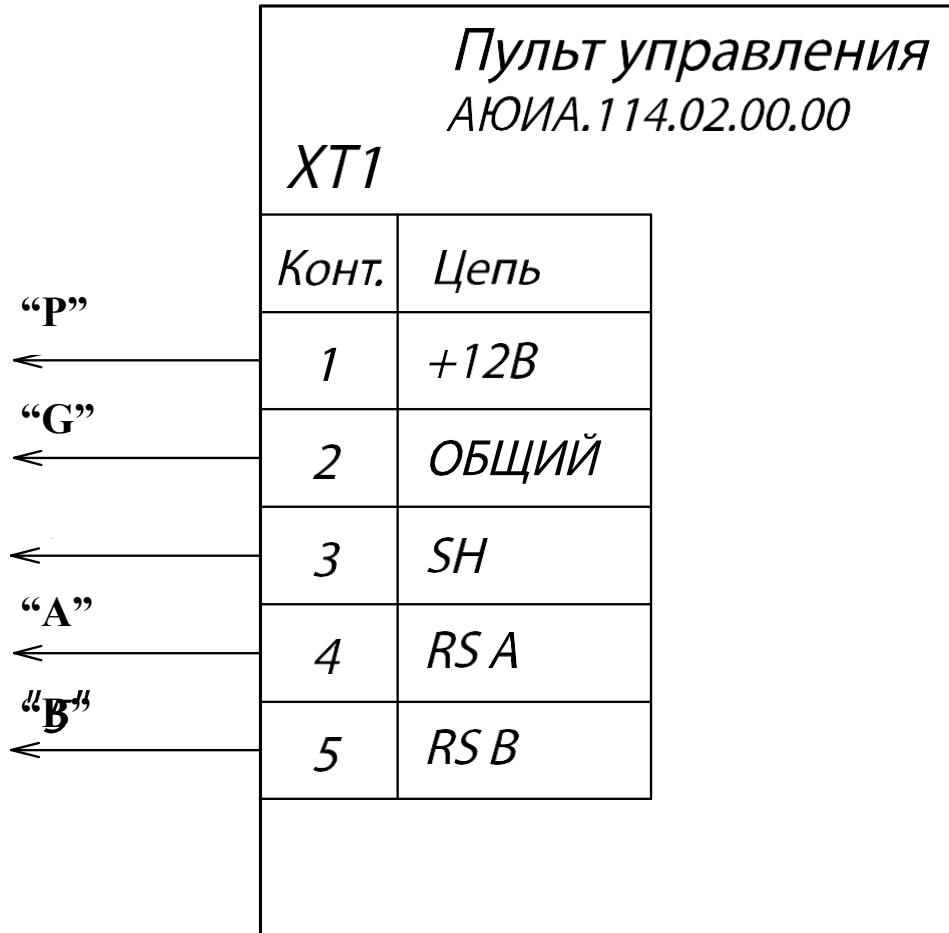 Пульт управления
АЮИА.114.02.00.00
XT1
Конт. Цепь
“P”
1 +12В
“G”
2 ОБЩИЙ
3 SH
“A”
4 RS A
5 RS B